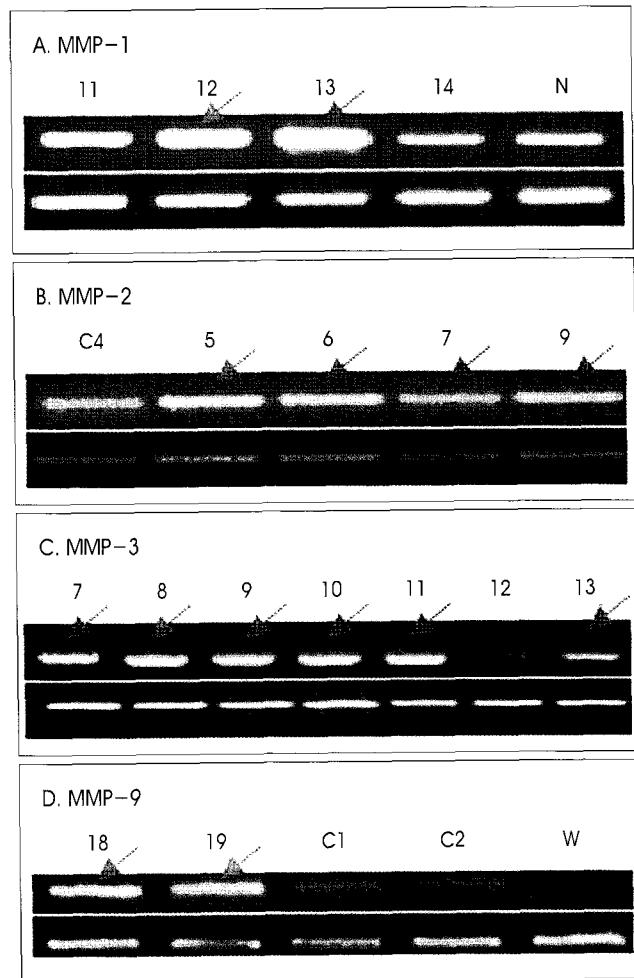 A. MMP-1
11 12 13 14 N
B. MMP-2
C4 5 6 7 9
C. MMP-3
7 8 9 10 11 12 13
D. MMP-9
18 19 C1 C2 W